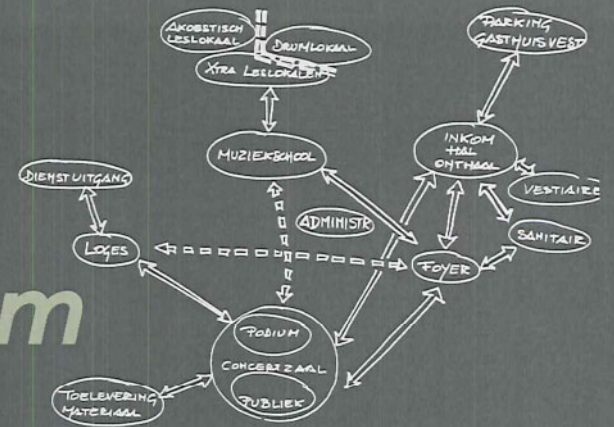 AKOESTISCH
LESLOKAAL
DRUMLOKAAL
XTRA LESLOKALEN
PARKING
GASTHUISVEST
MUZIEKSCHOOL
INKOM
HAL
ONTHAAL
DIENSTUITGANG
VESTIAIRE
ADMINISTR
SANITAIR
LOGES
FOYER
m
PODIUM
CONCERTZAAL
PUBLIEK
TOELEVERING
MATERIAAL